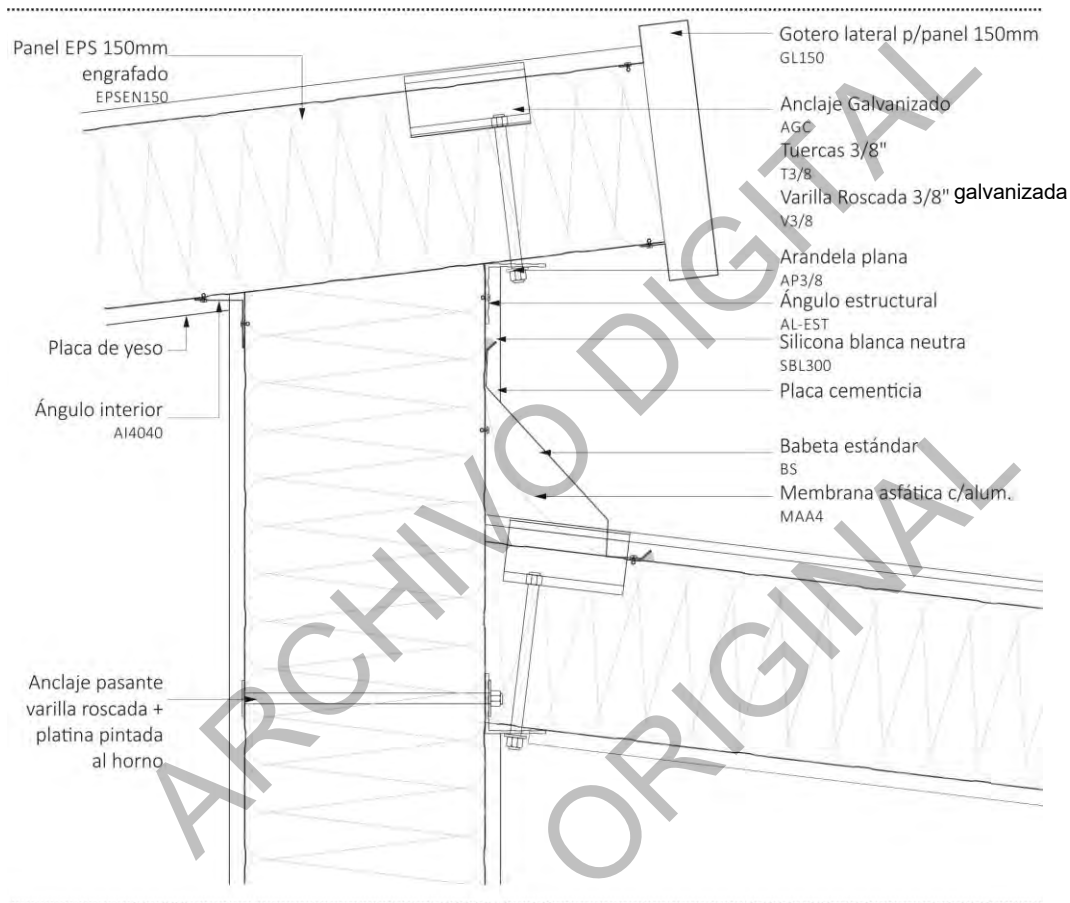 Panel EPS 150mm
engrafado
EPSEN150
Placa de yeso
Ángulo interior
AI4040
Anclaje pasante
varilla roscada +
platina pintada
al horno
Gotero lateral p/panel 150mm
GL150
Anclaje Galvanizado
AGC
Tuercas 3/8"
T3/8
Varilla Roscada 3/8" galvanizada
V3/8
Arandela plana
AP3/8
Ángulo estructural
AL-EST
Silicona blanca neutra
SBL300
Placa cementicia
Babeta estándar
BS
Membrana asfática c/alum.
MAA4
ARCHIVO DIGITAL
ORIGINAL